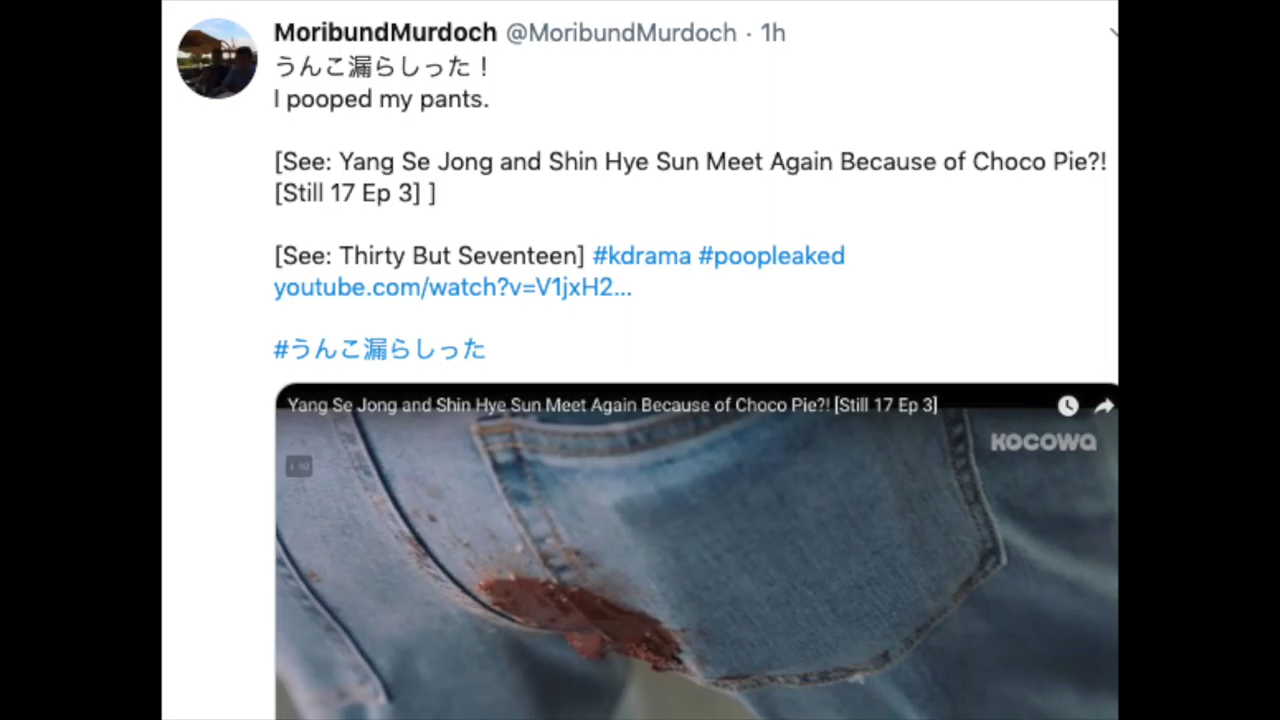 MoribundMurdoch @MoribundMurdoch · 1h
うんこ漏らしった！
I pooped my pants.
[See: Yang Se Jong and Shin Hye Sun Meet Again Because of Choco Pie?!
[Still 17 Ep 3] ]
[See: Thirty But Seventeen] #kdrama #poopleaked
youtube.com/watch?v=V1jxH2...
#うんこ漏らしった
Yang Se Jong and Shin Hye Sun Meet Again Because of Choco Pie?! [Still 17 Ep 3]
KOCOWA